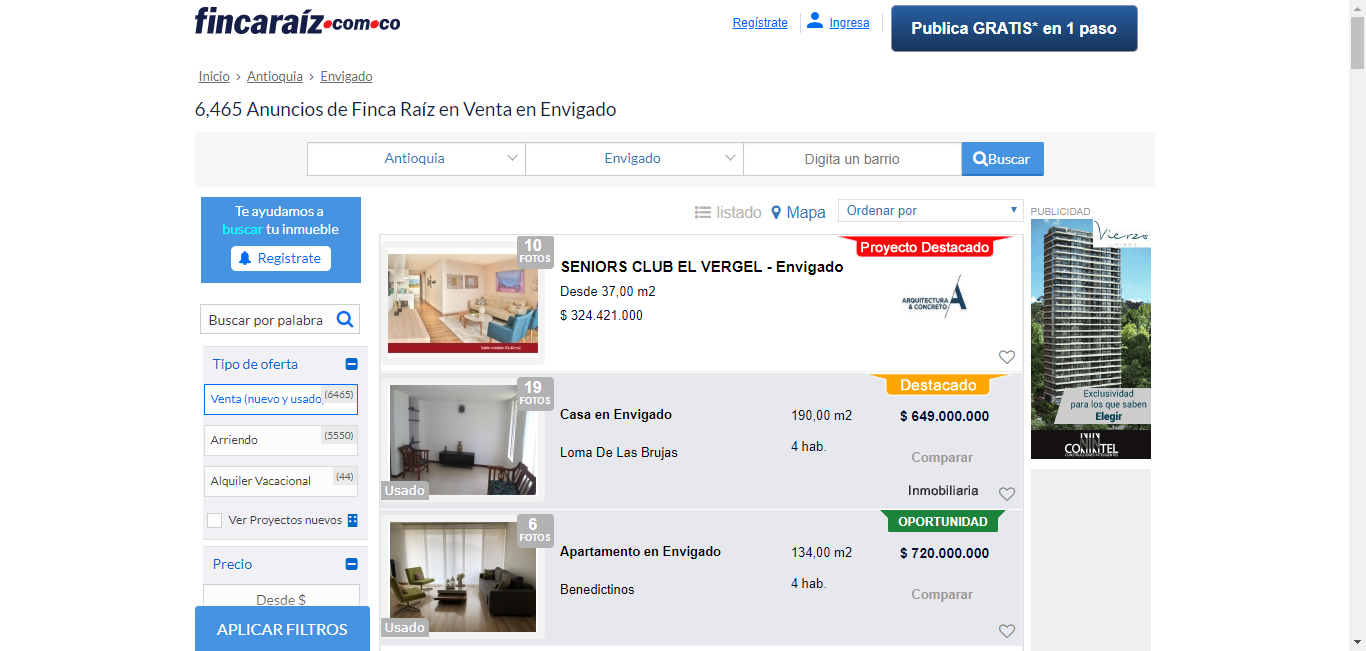 fincaraíz.com.co
Regístrate
Ingresa
Publica GRATIS* en 1 paso
Inicio > Antioquia > Envigado
6,465 Anuncios de Finca Raíz en Venta en Envigado
Antioquia
Envigado
Digita un barrio
Buscar
Te ayudamos a
buscar tu inmueble
Registrate
Buscar por palabra
Tipo de oferta
Venta (nuevo y usado)
(6465)
Arriendo
(5550)
Alquiler Vacacional
(44)
Ver Proyectos nuevos
Precio
Desde $
APLICAR FILTROS
listado
Mapa
Ordenar por
10
FOTOS
SENIORS CLUB EL VERGEL - Envigado
Desde 37,00 m2
$ 324.421.000
Proyecto Destacado
ARQUITECTURA
& CONCRETO
19
FOTOS
Usado
Casa en Envigado
Loma De Las Brujas
190,00 m2
4 hab.
Destacado
$ 649.000.000
Comparar
Inmobiliaria
6
FOTOS
Usado
Apartamento en Envigado
Benedictinos
134,00 m2
4 hab.
OPORTUNIDAD
$ 720.000.000
Comparar
PUBLICIDAD
Vierzo
Exclusividad
para los que saben
Elegir
CONINTEL